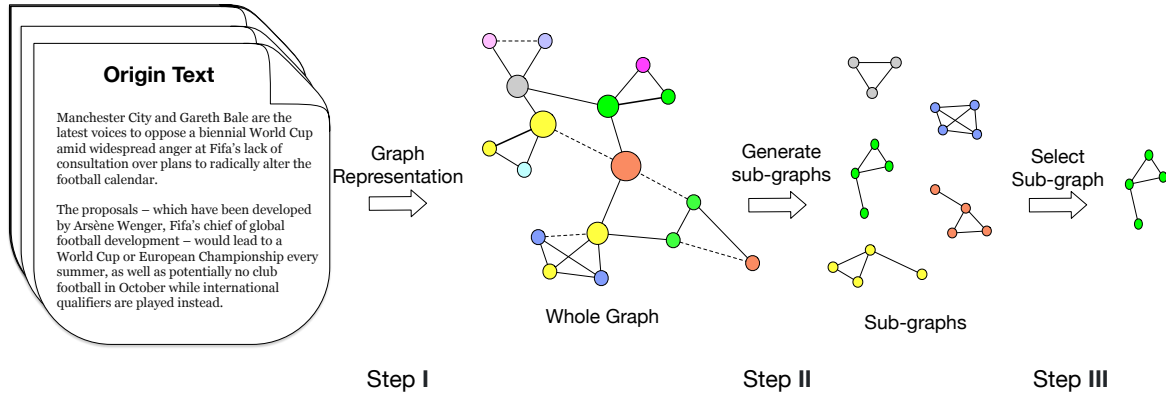 Origin Text
Manchester City and Gareth Bale are the
latest voices to oppose a biennial World Cup
amid widespread anger at Fifa's lack of
consultation over plans to radically alter the
football calendar.
The proposals – which have been developed
by Arsène Wenger, Fifa's chief of global
football development – would lead to a
World Cup or European Championship every
summer, as well as potentially no club
football in October while international
qualifiers are played instead.
Graph
Representation
Whole Graph
Generate
sub-graphs
Sub-graphs
Select
Sub-graph
Step I
Step II
Step III